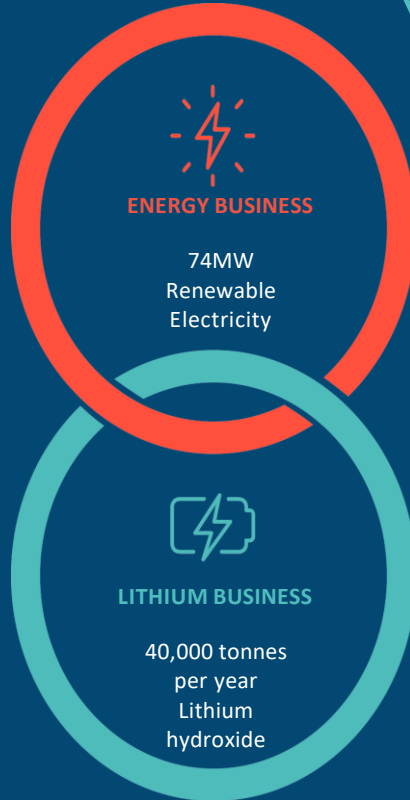 ENERGY BUSINESS
74MW
Renewable
Electricity
LITHIUM BUSINESS
40,000 tonnes
per year
Lithium
hydroxide